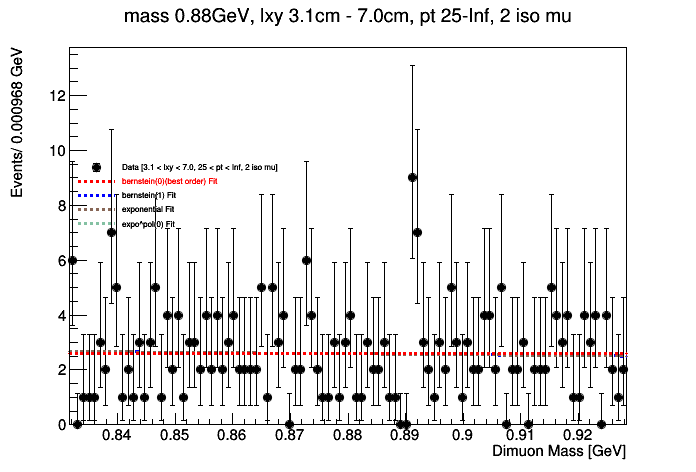 mass 0.88GeV, lxy 3.1cm - 7.0cm, pt 25-Inf, 2 iso mu
Events/ 0.000968 GeV
12
10
8
6
4
2
0
Data [3.1 < lxy < 7.0, 25 < pt < Inf, 2 iso mu]
bernstein(0)(best order) Fit
bernstein(1) Fit
exponential Fit
expo*pol(0) Fit
0.84 0.85 0.86 0.87 0.88 0.89 0.9 0.91 0.92
Dimuon Mass [GeV]